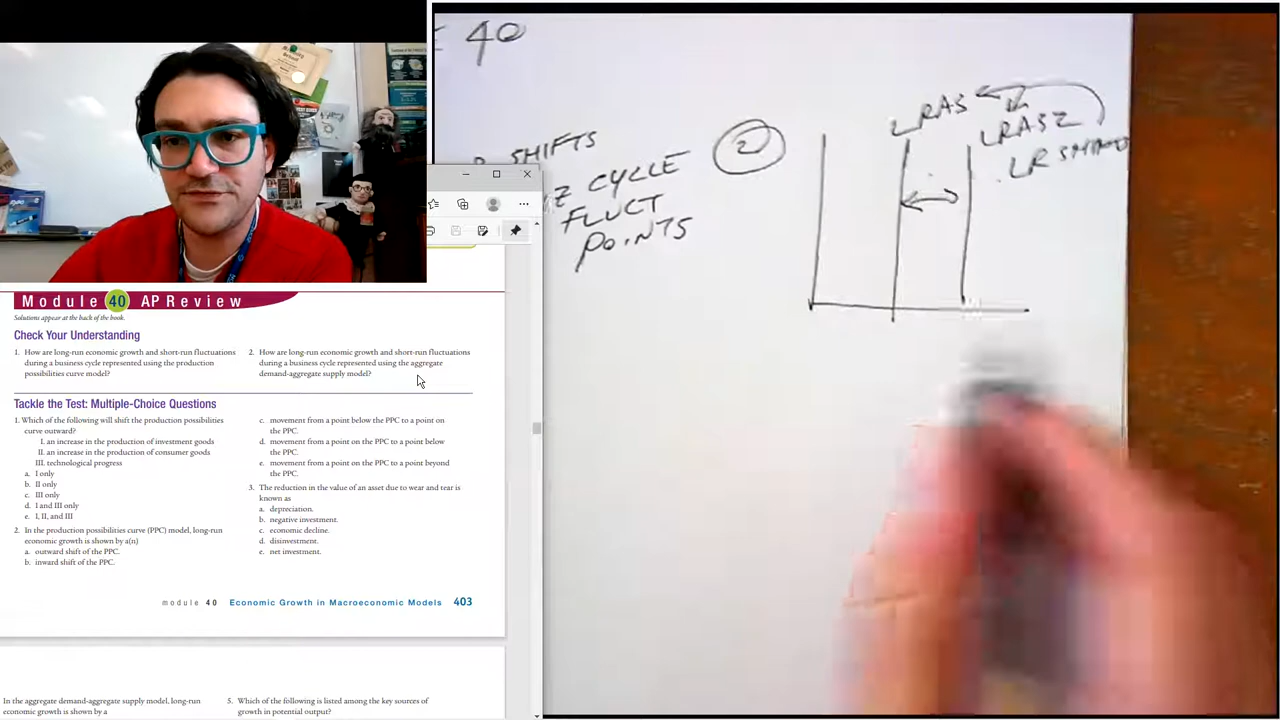 40
SHIFTS
Z CYCLE
FLUCT
POINTS
2
LRAS
LRAS2
LR
Module 40 AP Review
Solutions appear at the back of the book.
Check Your Understanding
1. How are long-run economic growth and short-run fluctuations
during a business cycle represented using the production
possibilities curve model?
2. How are long-run economic growth and short-run fluctuations
during a business cycle represented using the aggregate
demand-aggregate supply model?
Tackle the Test: Multiple-Choice Questions
1. Which of the following will shift the production possibilities
curve outward?
I. an increase in the production of investment goods
II. an increase in the production of consumer goods
III. technological progress
a. I only
b. II only
c. III only
d. I and III only
e. I, II, and III
2. In the production possibilities curve (PPC) model, long-run
economic growth is shown by a(n)
a. outward shift of the PPC.
b. inward shift of the PPC.
c. movement from a point below the PPC to a point on
the PPC.
d. movement from a point on the PPC to a point below
the PPC.
e. movement from a point on the PPC to a point beyond
the PPC.
3. The reduction in the value of an asset due to wear and tear is
known as
a. depreciation.
b. negative investment.
c. economic decline.
d. disinvestment.
e. net investment.
module 40 Economic Growth in Macroeconomic Models 403
In the aggregate demand-aggregate supply model, long-run
economic growth is shown by a
5. Which of the following is listed among the key sources of
growth in potential output?